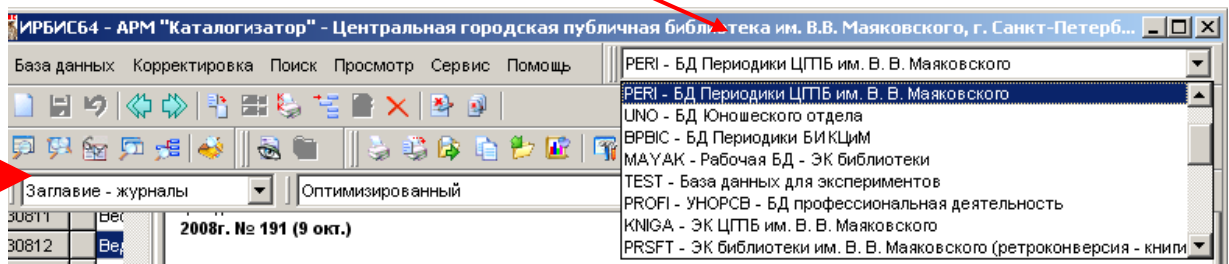 ИРБИС64 - АРМ "Каталогизатор" - Центральная городская публичная библиотека им. В.В. Маяковского, г. Санкт-Петерб...
База данных Корректировка Поиск Просмотр Сервис Помощь PERI - БД Периодики ЦГПБ им. В. В. Маяковского
PERI - БД Периодики ЦГПБ им. В. В. Маяковского
UNO - БД Юношеского отдела
BPBIC - БД Периодики БИКЦиМ
MAYAK - Рабочая БД - ЭК библиотеки
TEST - База данных для экспериментов
PROFI - УНОРСВ - БД профессиональная деятельность
KNIGA - ЭК ЦГПБ им. В. В. Маяковского
PRSFT - ЭК библиотеки им. В. В. Маяковского (ретроконверсия - книги
Заглавие - журналы Оптимизированный
30811 Вес
2008г. № 191 (9 окт.)
30812 Вед